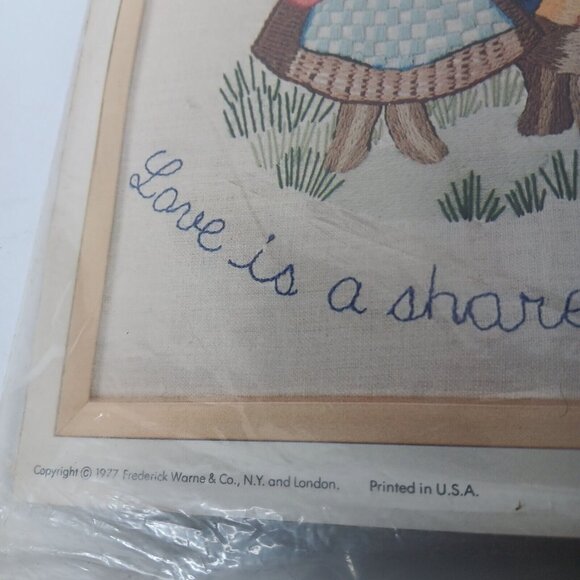 Love is a share
Copyright © 1977 Frederick Warne & Co., N.Y. and London. Printed in U.S.A.